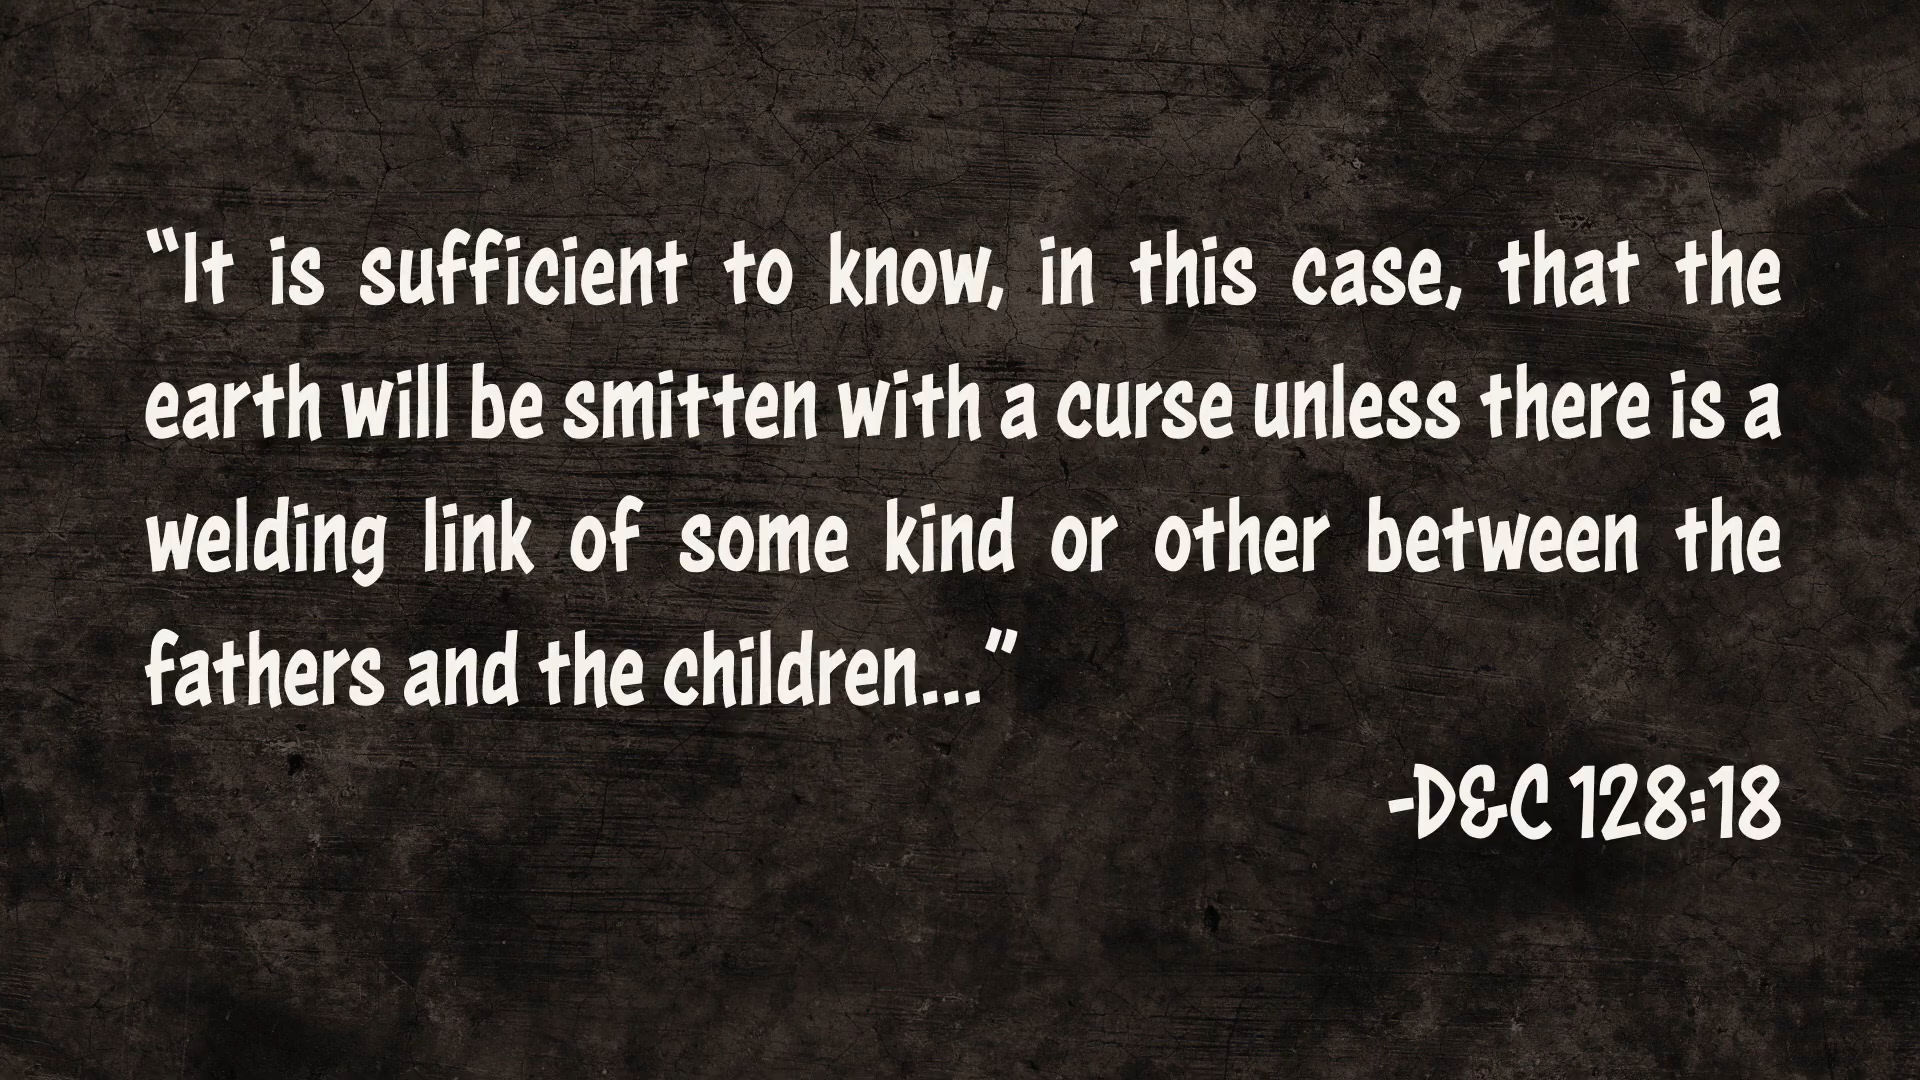 “It is sufficient to know, in this case, that the
earth will be smitten with a curse unless there is a
welding link of some kind or other between the
fathers and the children...”
-D&C 128:18